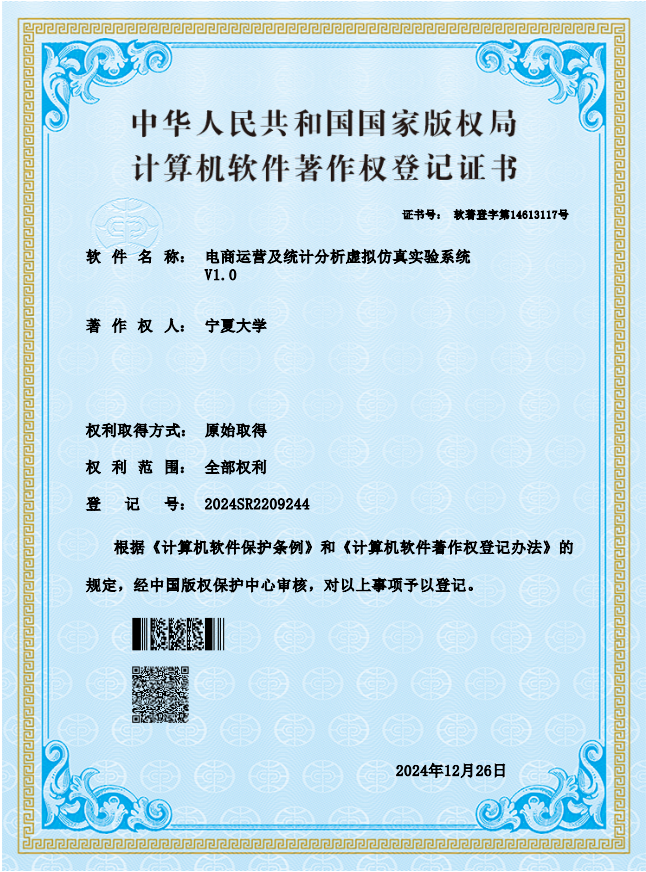 中华人民共和国国家版权局
计算机软件著作权登记证书
证书号： 软著登字第14613117号
软件名称： 电商运营及统计分析虚拟仿真实验系统
V1.0
著作权人： 宁夏大学
权利取得方式： 原始取得
权利范围： 全部权利
登记号： 2024SR2209244
根据《计算机软件保护条例》和《计算机软件著作权登记办法》的
规定，经中国版权保护中心审核，对以上事项予以登记。
2024年12月26日